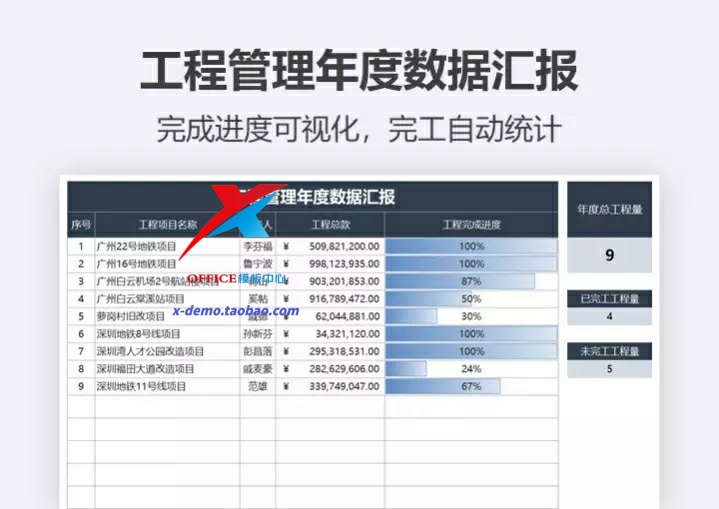 工程管理年度数据汇报
完成进度可视化，完工自动统计
管理年度数据汇报
序号 工程项目名称 人 工程总款 工程完成进度
1 广州22号地铁项目 李芬福 ¥ 509,821,200.00 100%
2 广州16号地铁项目 鲁宁波 ¥ 998,123,935.00 100%
3 广州白云机场2号航站楼项目 ¥ 903,201,853.00 87%
4 广州白云棠溪站项目 奚帖 ¥ 916,789,472.00 50%
5 萝岗村旧改项目 ¥ 62,044,881.00 30%
6 深圳地铁8号线项目 孙新芬 ¥ 34,321,120.00 100%
7 深圳湾人才公园改造项目 彭昌落 ¥ 295,318,531.00 100%
8 深圳福田大道改造项目 戚麦豪 ¥ 282,629,606.00 24%
9 深圳地铁11号线项目 范雄 ¥ 339,749,047.00 67%
年度总工程量
9
已完工工程量
4
未完工工程量
5
OFFICE模板中心
x-demo.taobao.com